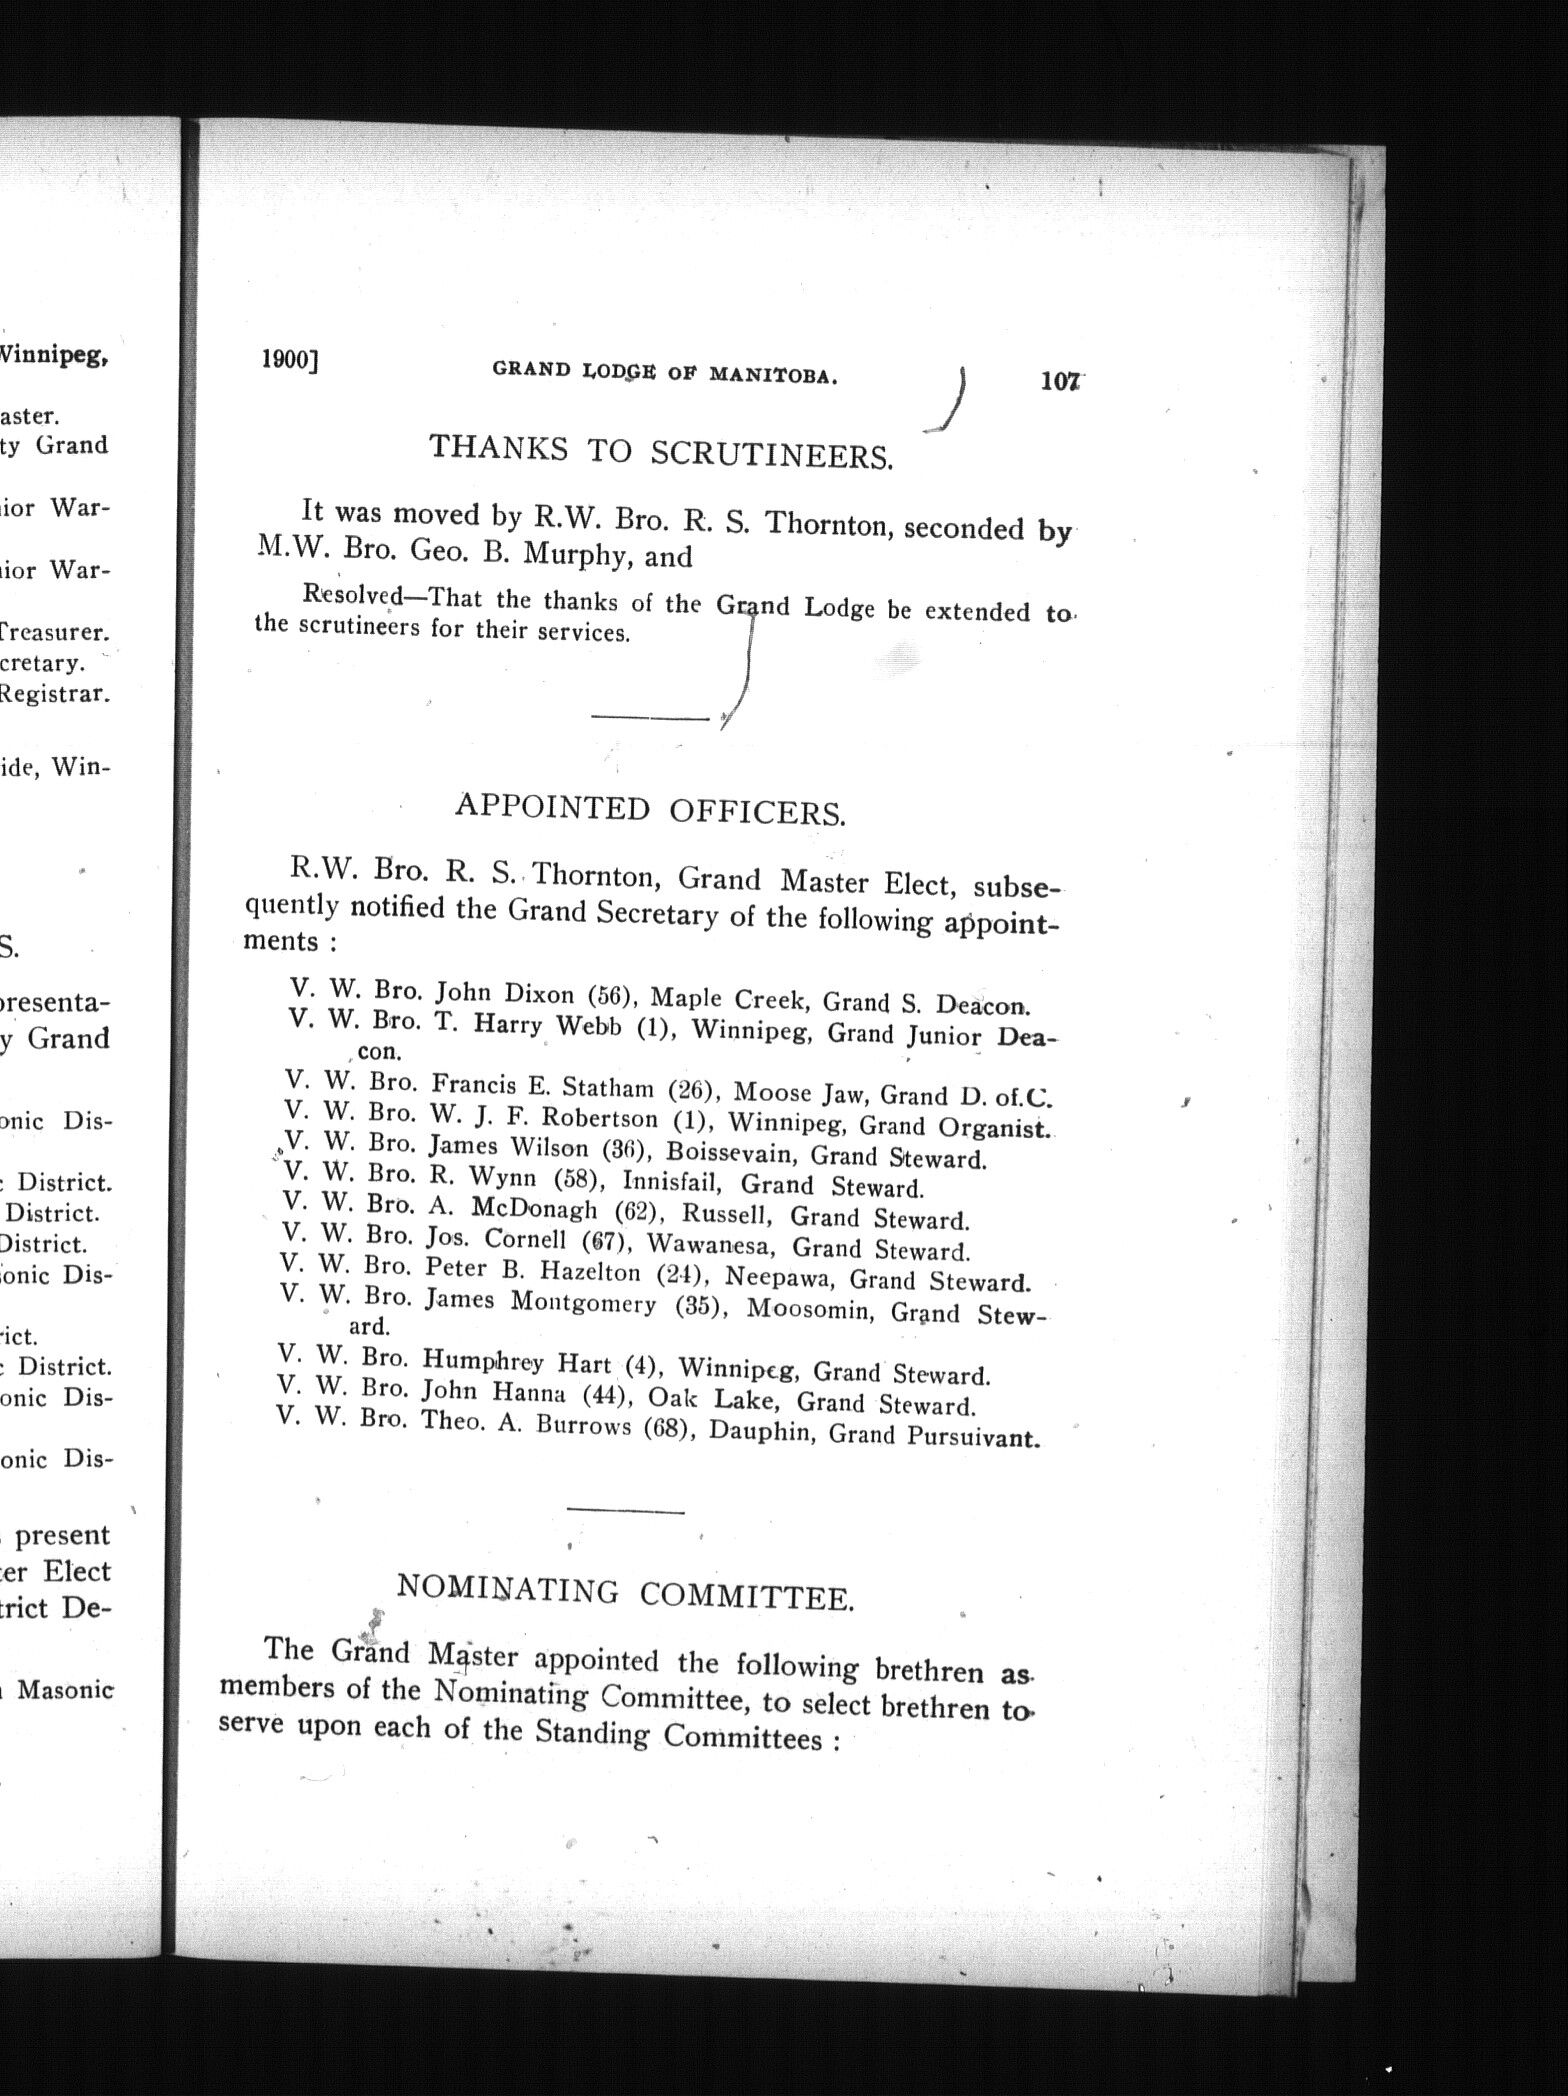 Winnipeg,
aster.
ty Grand
ior War-
ior War-
Treasurer.
cretary.
Registrar.
ide, Win-
S.
presenta-
y Grand
onic Dis-
c District.
District.
District.
onic Dis-
rict.
c District.
onic Dis-
onic Dis-
present
ter Elect
trict De-
Masonic
1900] GRAND LODGE OF MANITOBA. 107
THANKS TO SCRUTINEERS.
It was moved by R.W. Bro. R. S. Thornton, seconded by
M.W. Bro. Geo. B. Murphy, and
Resolved—That the thanks of the Grand Lodge be extended to
the scrutineers for their services.
APPOINTED OFFICERS.
R.W. Bro. R. S. Thornton, Grand Master Elect, subse-
quently notified the Grand Secretary of the following appoint-
ments :
V. W. Bro. John Dixon (56), Maple Creek, Grand S. Deacon.
V. W. Bro. T. Harry Webb (1), Winnipeg, Grand Junior Dea-
con.
V. W. Bro. Francis E. Statham (26), Moose Jaw, Grand D. of C.
V. W. Bro. W. J. F. Robertson (1), Winnipeg, Grand Organist.
V. W. Bro. James Wilson (36), Boissevain, Grand Steward.
V. W. Bro. R. Wynn (58), Innisfail, Grand Steward.
V. W. Bro. A. McDonagh (62), Russell, Grand Steward.
V. W. Bro. Jos. Cornell (67), Wawanesa, Grand Steward.
V. W. Bro. Peter B. Hazelton (24), Neepawa, Grand Steward.
V. W. Bro. James Montgomery (35), Moosomin, Grand Stew-
ard.
V. W. Bro. Humphrey Hart (4), Winnipeg, Grand Steward.
V. W. Bro. John Hanna (44), Oak Lake, Grand Steward.
V. W. Bro. Theo. A. Burrows (68), Dauphin, Grand Pursuivant.
NOMINATING COMMITTEE.
The Grand Master appointed the following brethren as
members of the Nominating Committee, to select brethren to
serve upon each of the Standing Committees :